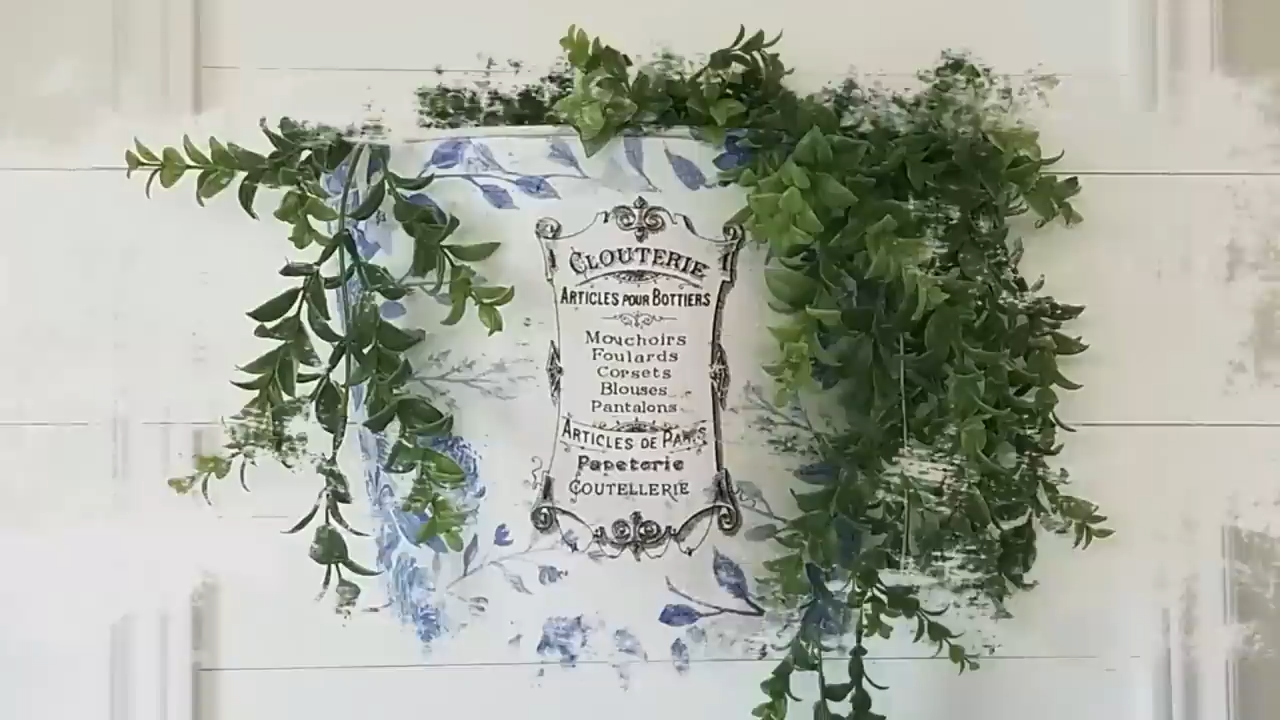 CLOUTERIE
ARTICLES POUR BOTTIERS
Mouchoirs
Foulards
Corsets
Blouses
Pantalons
ARTICLES DE PARIS
Papeterie
COUTELLERIE